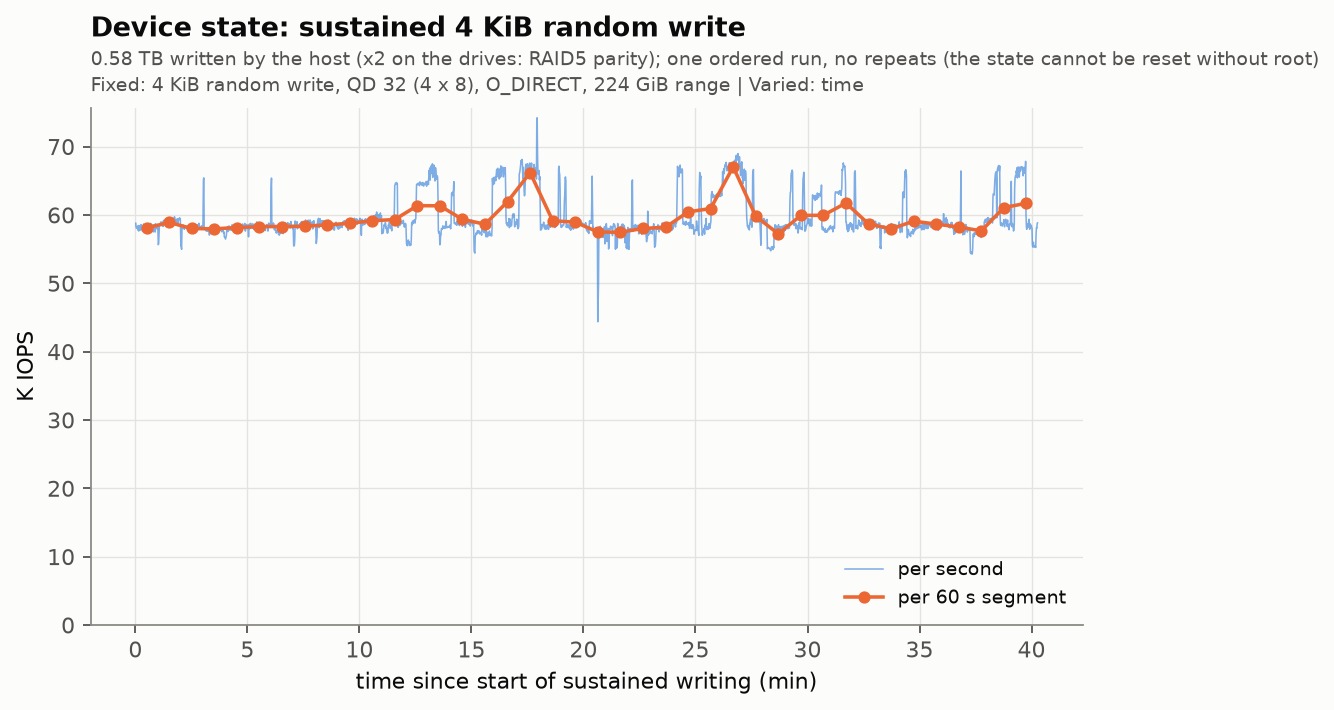 Device state: sustained 4 KiB random write
0.58 TB written by the host (x2 on the drives: RAID5 parity); one ordered run, no repeats (the state cannot be reset without root)
Fixed: 4 KiB random write, QD 32 (4 x 8), O_DIRECT, 224 GiB range | Varied: time
K IOPS
70
60
50
40
30
20
10
0
per second
per 60 s segment
0 5 10 15 20 25 30 35 40
time since start of sustained writing (min)